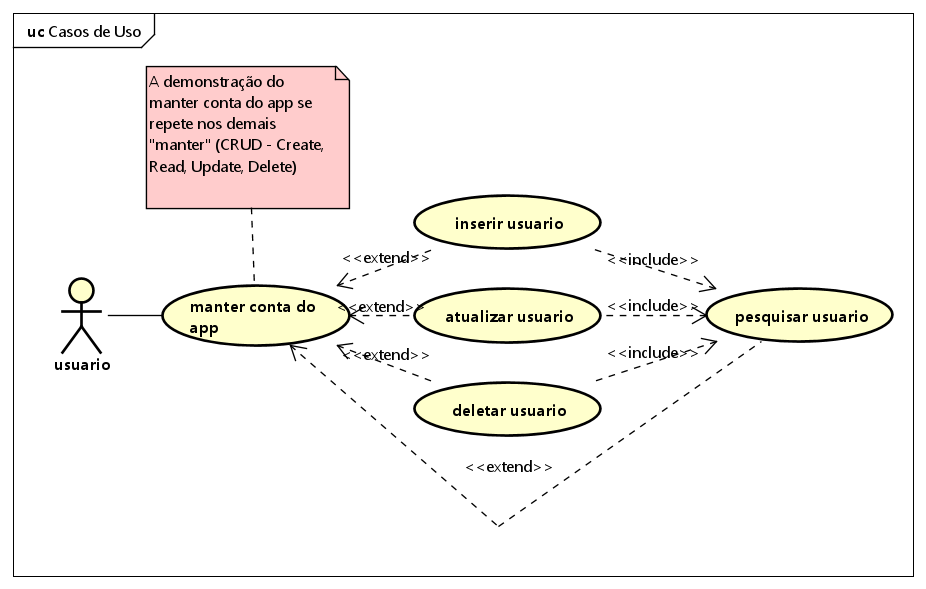 uc Casos de Uso
A demonstração do
manter conta do app se
repete nos demais
"manter" (CRUD - Create,
Read, Update, Delete)
inserir usuario
<<extend>>
<<include>>
manter conta do
app
<<extend>>
atualizar usuario
<<include>>
pesquisar usuario
<<extend>>
<<include>>
usuario
deletar usuario
<<extend>>